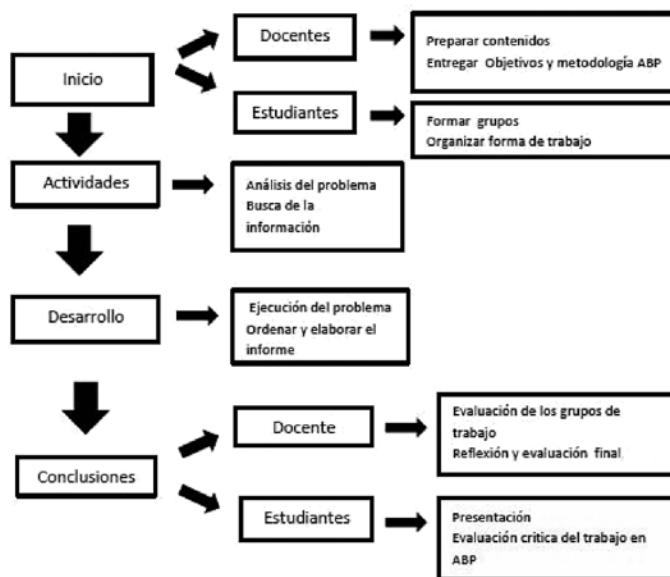 Docentes
Preparar contenidos
Entregar Objetivos y metodología ABP
Inicio
Estudiantes
Formar grupos
Organizar forma de trabajo
Actividades
Análisis del problema
Busca de la
información
Desarrollo
Ejecución del problema
Ordenar y elaborar el
informe
Docente
Evaluación de los grupos de
trabajo
Reflexión y evaluación final
Conclusiones
Estudiantes
Presentación
Evaluación critica del trabajo en
ABP